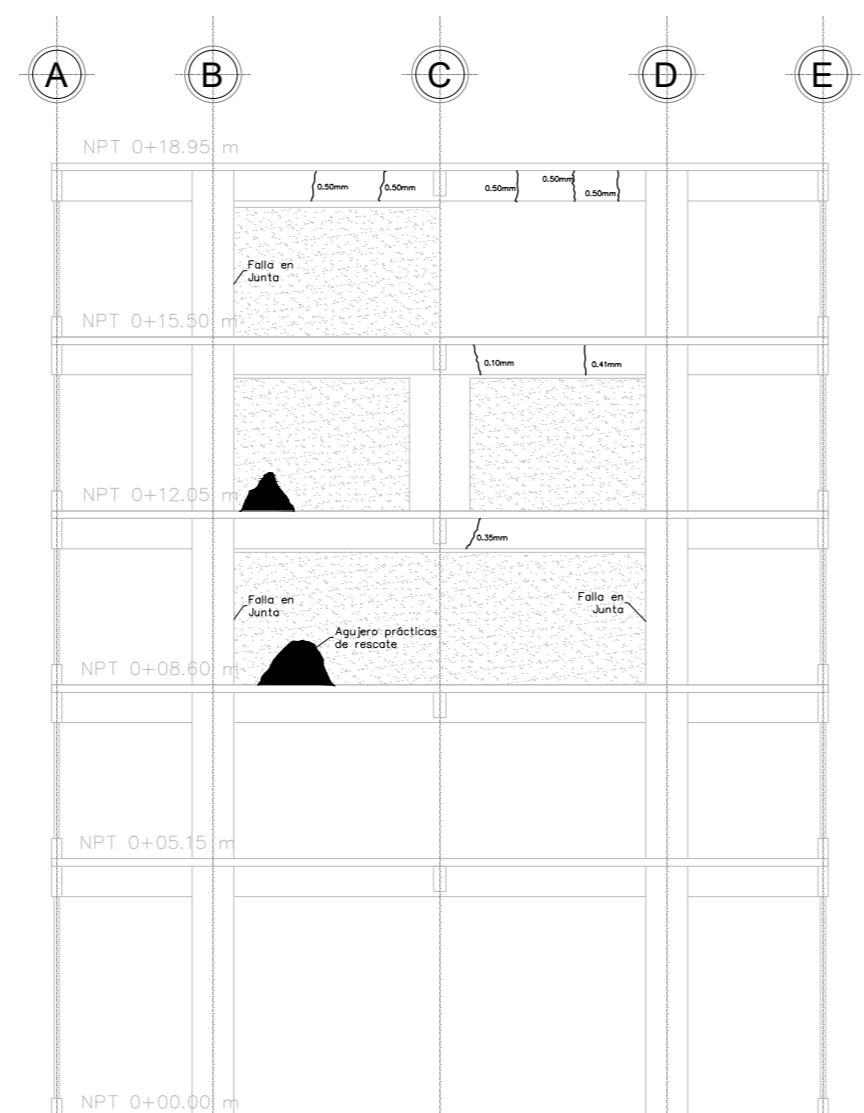 A B C D E
NPT 0+18.95 m
0.50mm 0.50mm 0.50mm 0.50mm 0.50mm
Falla en
Junta
NPT 0+15.50 m
0.10mm 0.41mm
NPT 0+12.05 m
0.35mm
Falla en
Junta
Falla en
Junta
Agujero prácticas
de rescate
NPT 0+08.60 m
NPT 0+05.15 m
NPT 0+00.00 m